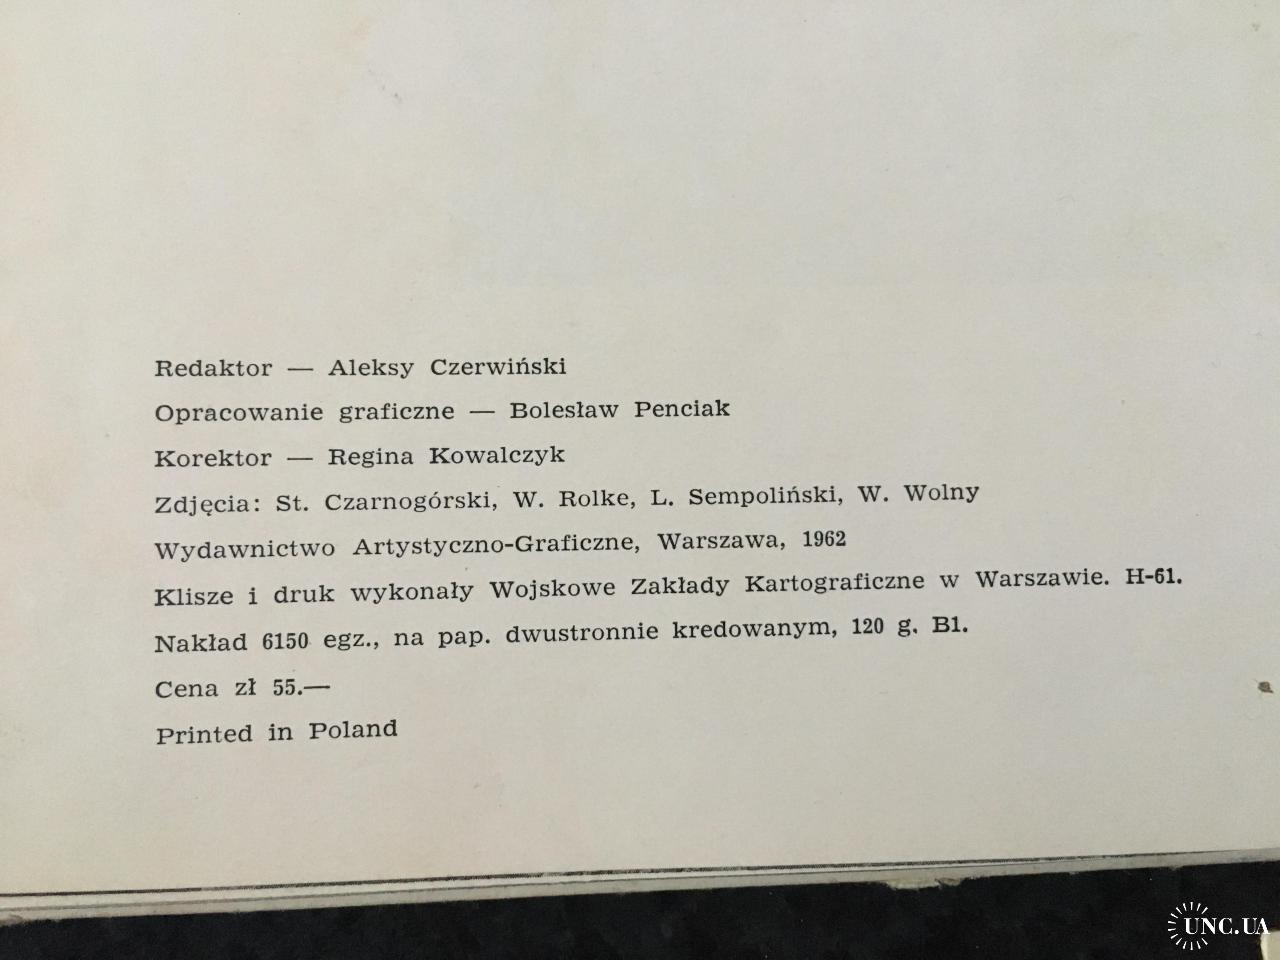 Redaktor — Aleksy Czerwiński
Opracowanie graficzne — Bolesław Penciak
Korektor — Regina Kowalczyk
Zdjęcia: St. Czarnogórski, W. Rolke, L. Sempoliński, W. Wolny
Wydawnictwo Artystyczno-Graficzne, Warszawa, 1962
Klisze i druk wykonały Wojskowe Zakłady Kartograficzne w Warszawie. H-61.
Nakład 6150 egz., na pap. dwustronnie kredowanym, 120 g. B1.
Cena zł 55.—
Printed in Poland
UNC.UA